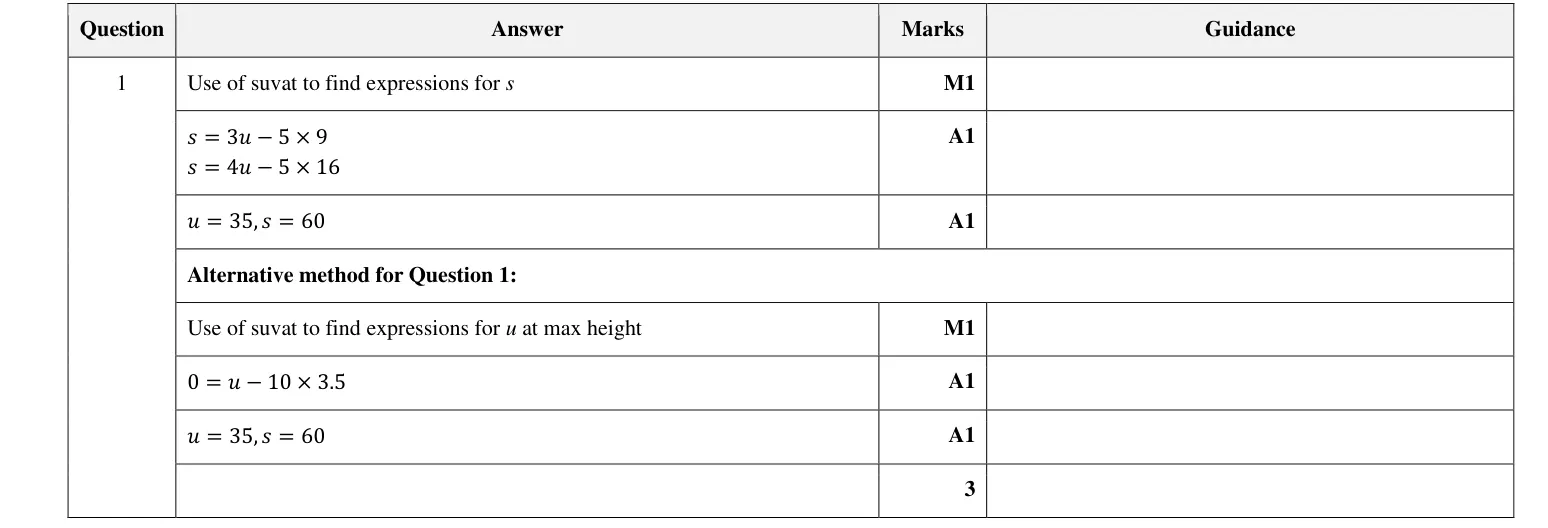 Question Answer Marks Guidance
1 Use of suvat to find expressions for s M1
s = 3u − 5 × 9 A1
s = 4u − 5 × 16
u = 35, s = 60 A1
Alternative method for Question 1:
Use of suvat to find expressions for u at max height M1
0 = u − 10 × 3.5 A1
u = 35, s = 60 A1
3